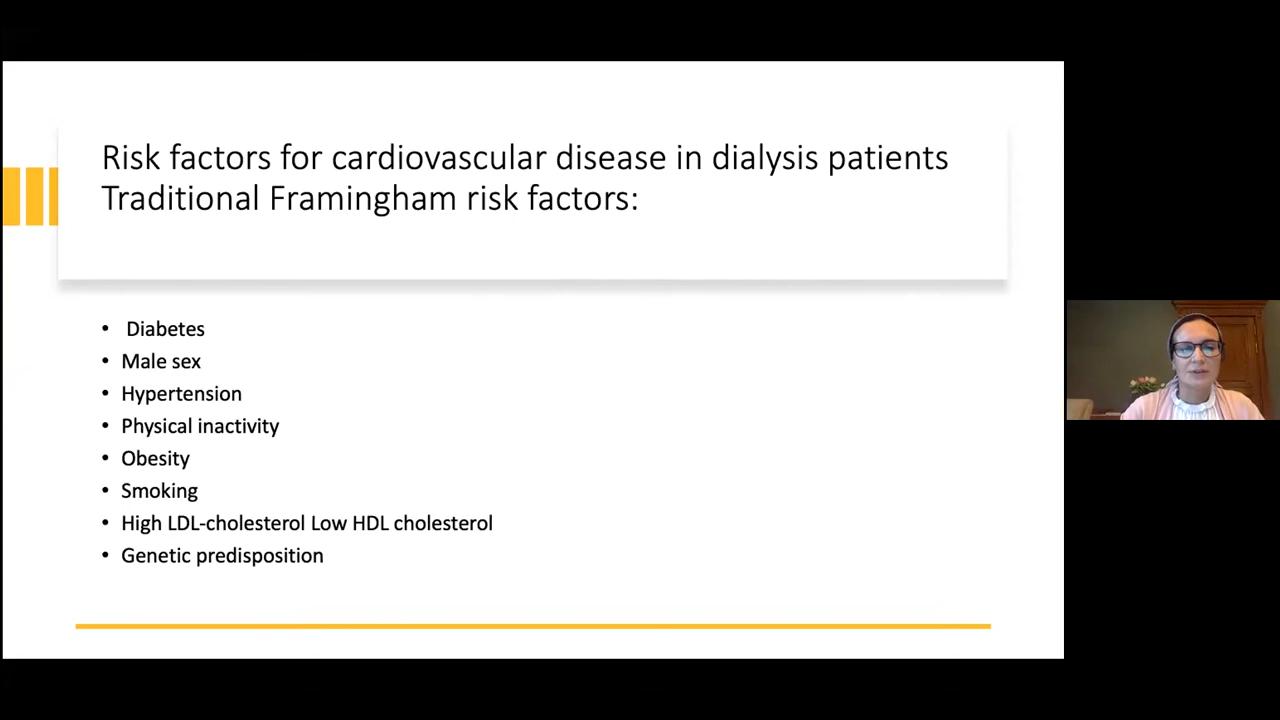 Risk factors for cardiovascular disease in dialysis patients
Traditional Framingham risk factors:
• Diabetes
• Male sex
• Hypertension
• Physical inactivity
• Obesity
• Smoking
• High LDL-cholesterol Low HDL cholesterol
• Genetic predisposition